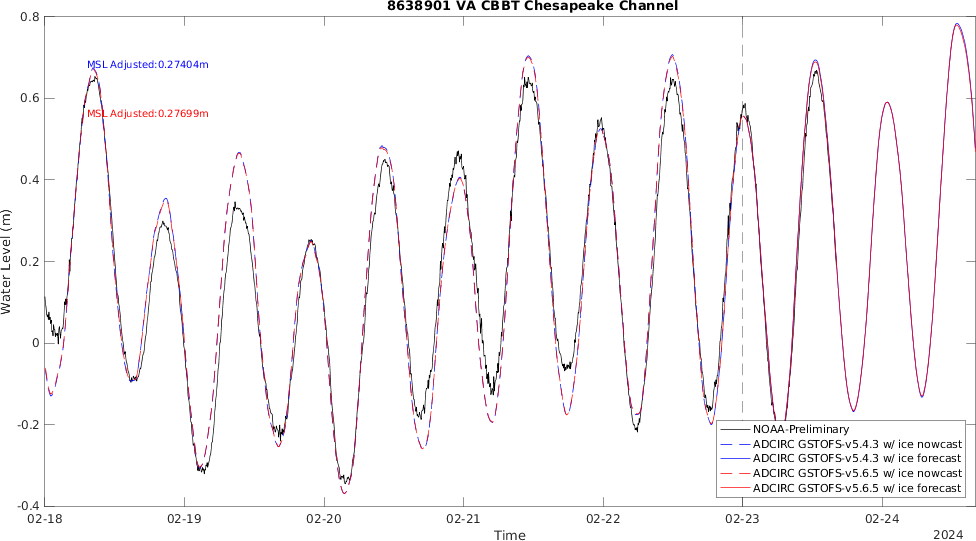 8638901 VA CBBT Chesapeake Channel
0.8
0.6
0.4
0.2
0
-0.2
-0.4
Water Level (m)
MSL Adjusted:0.27404m
MSL Adjusted:0.27699m
NOAA-Preliminary
ADCIRC GSTOFS-v5.4.3 w/ ice nowcast
ADCIRC GSTOFS-v5.4.3 w/ ice forecast
ADCIRC GSTOFS-v5.6.5 w/ ice nowcast
ADCIRC GSTOFS-v5.6.5 w/ ice forecast
02-18 02-19 02-20 02-21 02-22 02-23 02-24
Time
2024